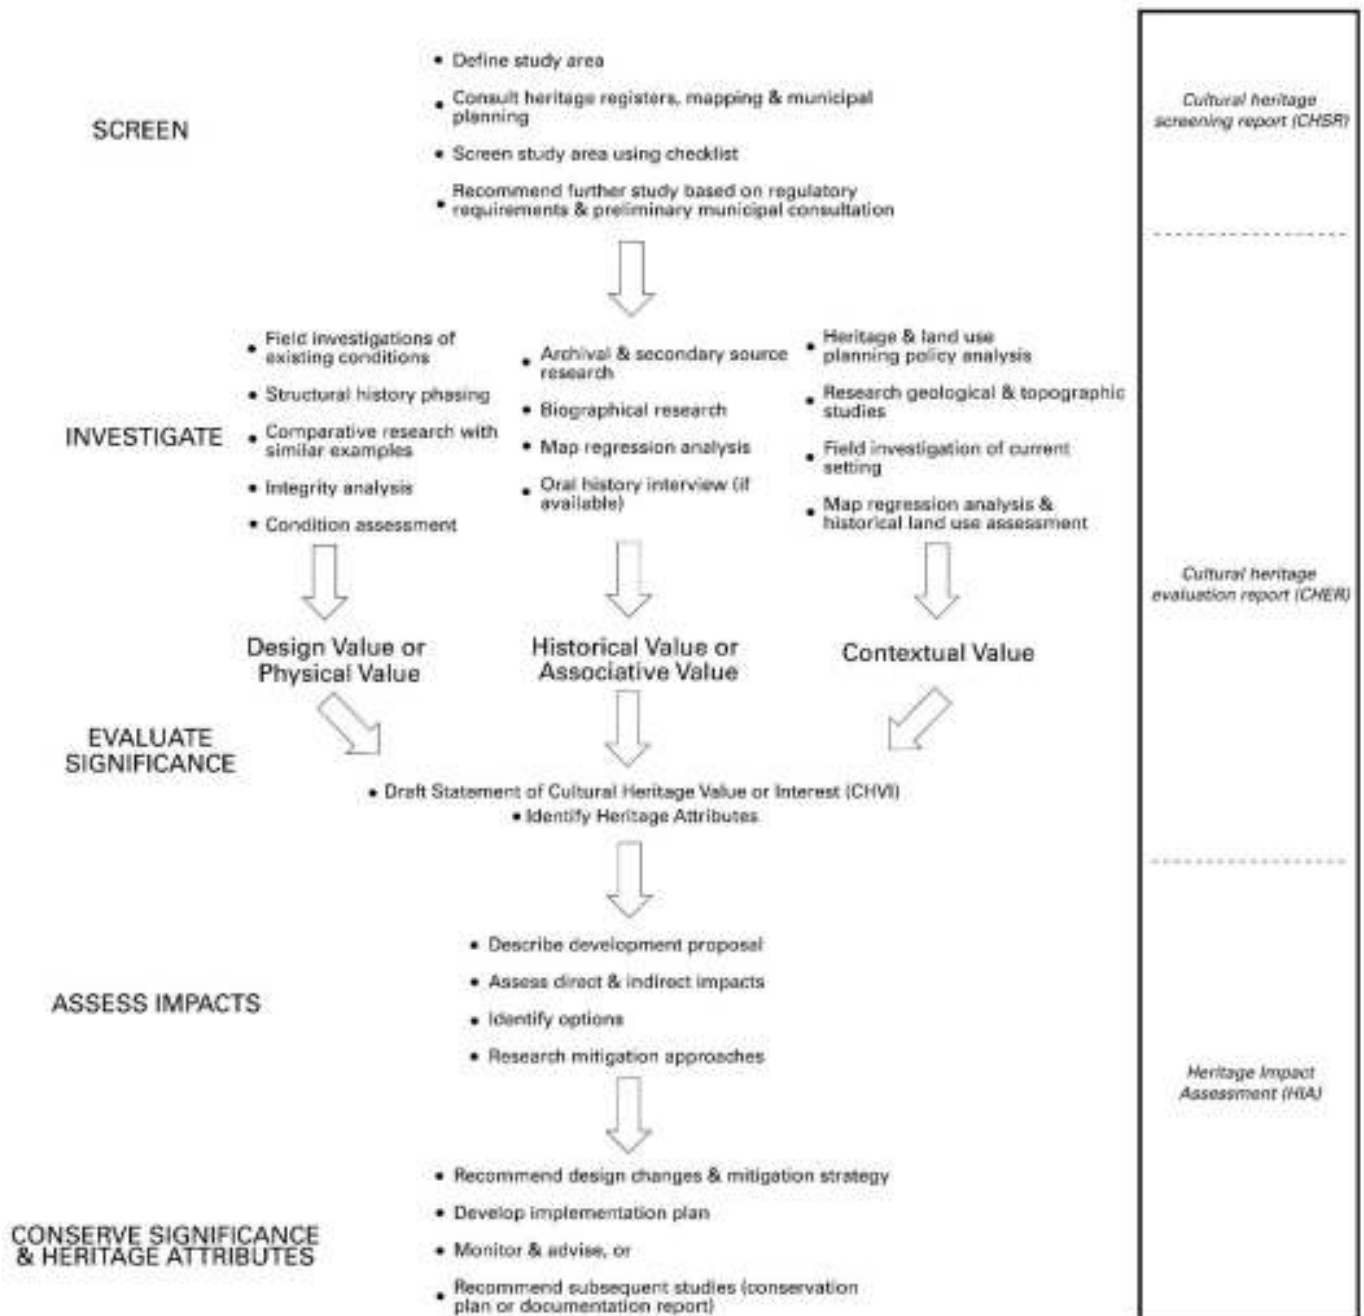 SCREEN
• Define study area
• Consult heritage registers, mapping & municipal
planning
• Screen study area using checklist
• Recommend further study based on regulatory
requirements & preliminary municipal consultation
Cultural heritage
screening report (CHSR)
INVESTIGATE
• Field investigations of
existing conditions
• Structural history phasing
• Comparative research with
similar examples
• Integrity analysis
• Condition assessment
• Archival & secondary source
research
• Biographical research
• Map regression analysis
• Oral history interview (if
available)
• Heritage & land use
planning policy analysis
• Research geological & topographic
studies
• Field investigation of current
setting
• Map regression analysis &
historical land use assessment
Cultural heritage
evaluation report (CHER)
Design Value or
Physical Value
Historical Value or
Associative Value
Contextual Value
EVALUATE
SIGNIFICANCE
• Draft Statement of Cultural Heritage Value or Interest (CHVI)
• Identify Heritage Attributes
ASSESS IMPACTS
• Describe development proposal
• Assess direct & indirect impacts
• Identify options
• Research mitigation approaches
Heritage Impact
Assessment (HIA)
CONSERVE SIGNIFICANCE
& HERITAGE ATTRIBUTES
• Recommend design changes & mitigation strategy
• Develop implementation plan
• Monitor & advise, or
• Recommend subsequent studies (conservation
plan or documentation report)